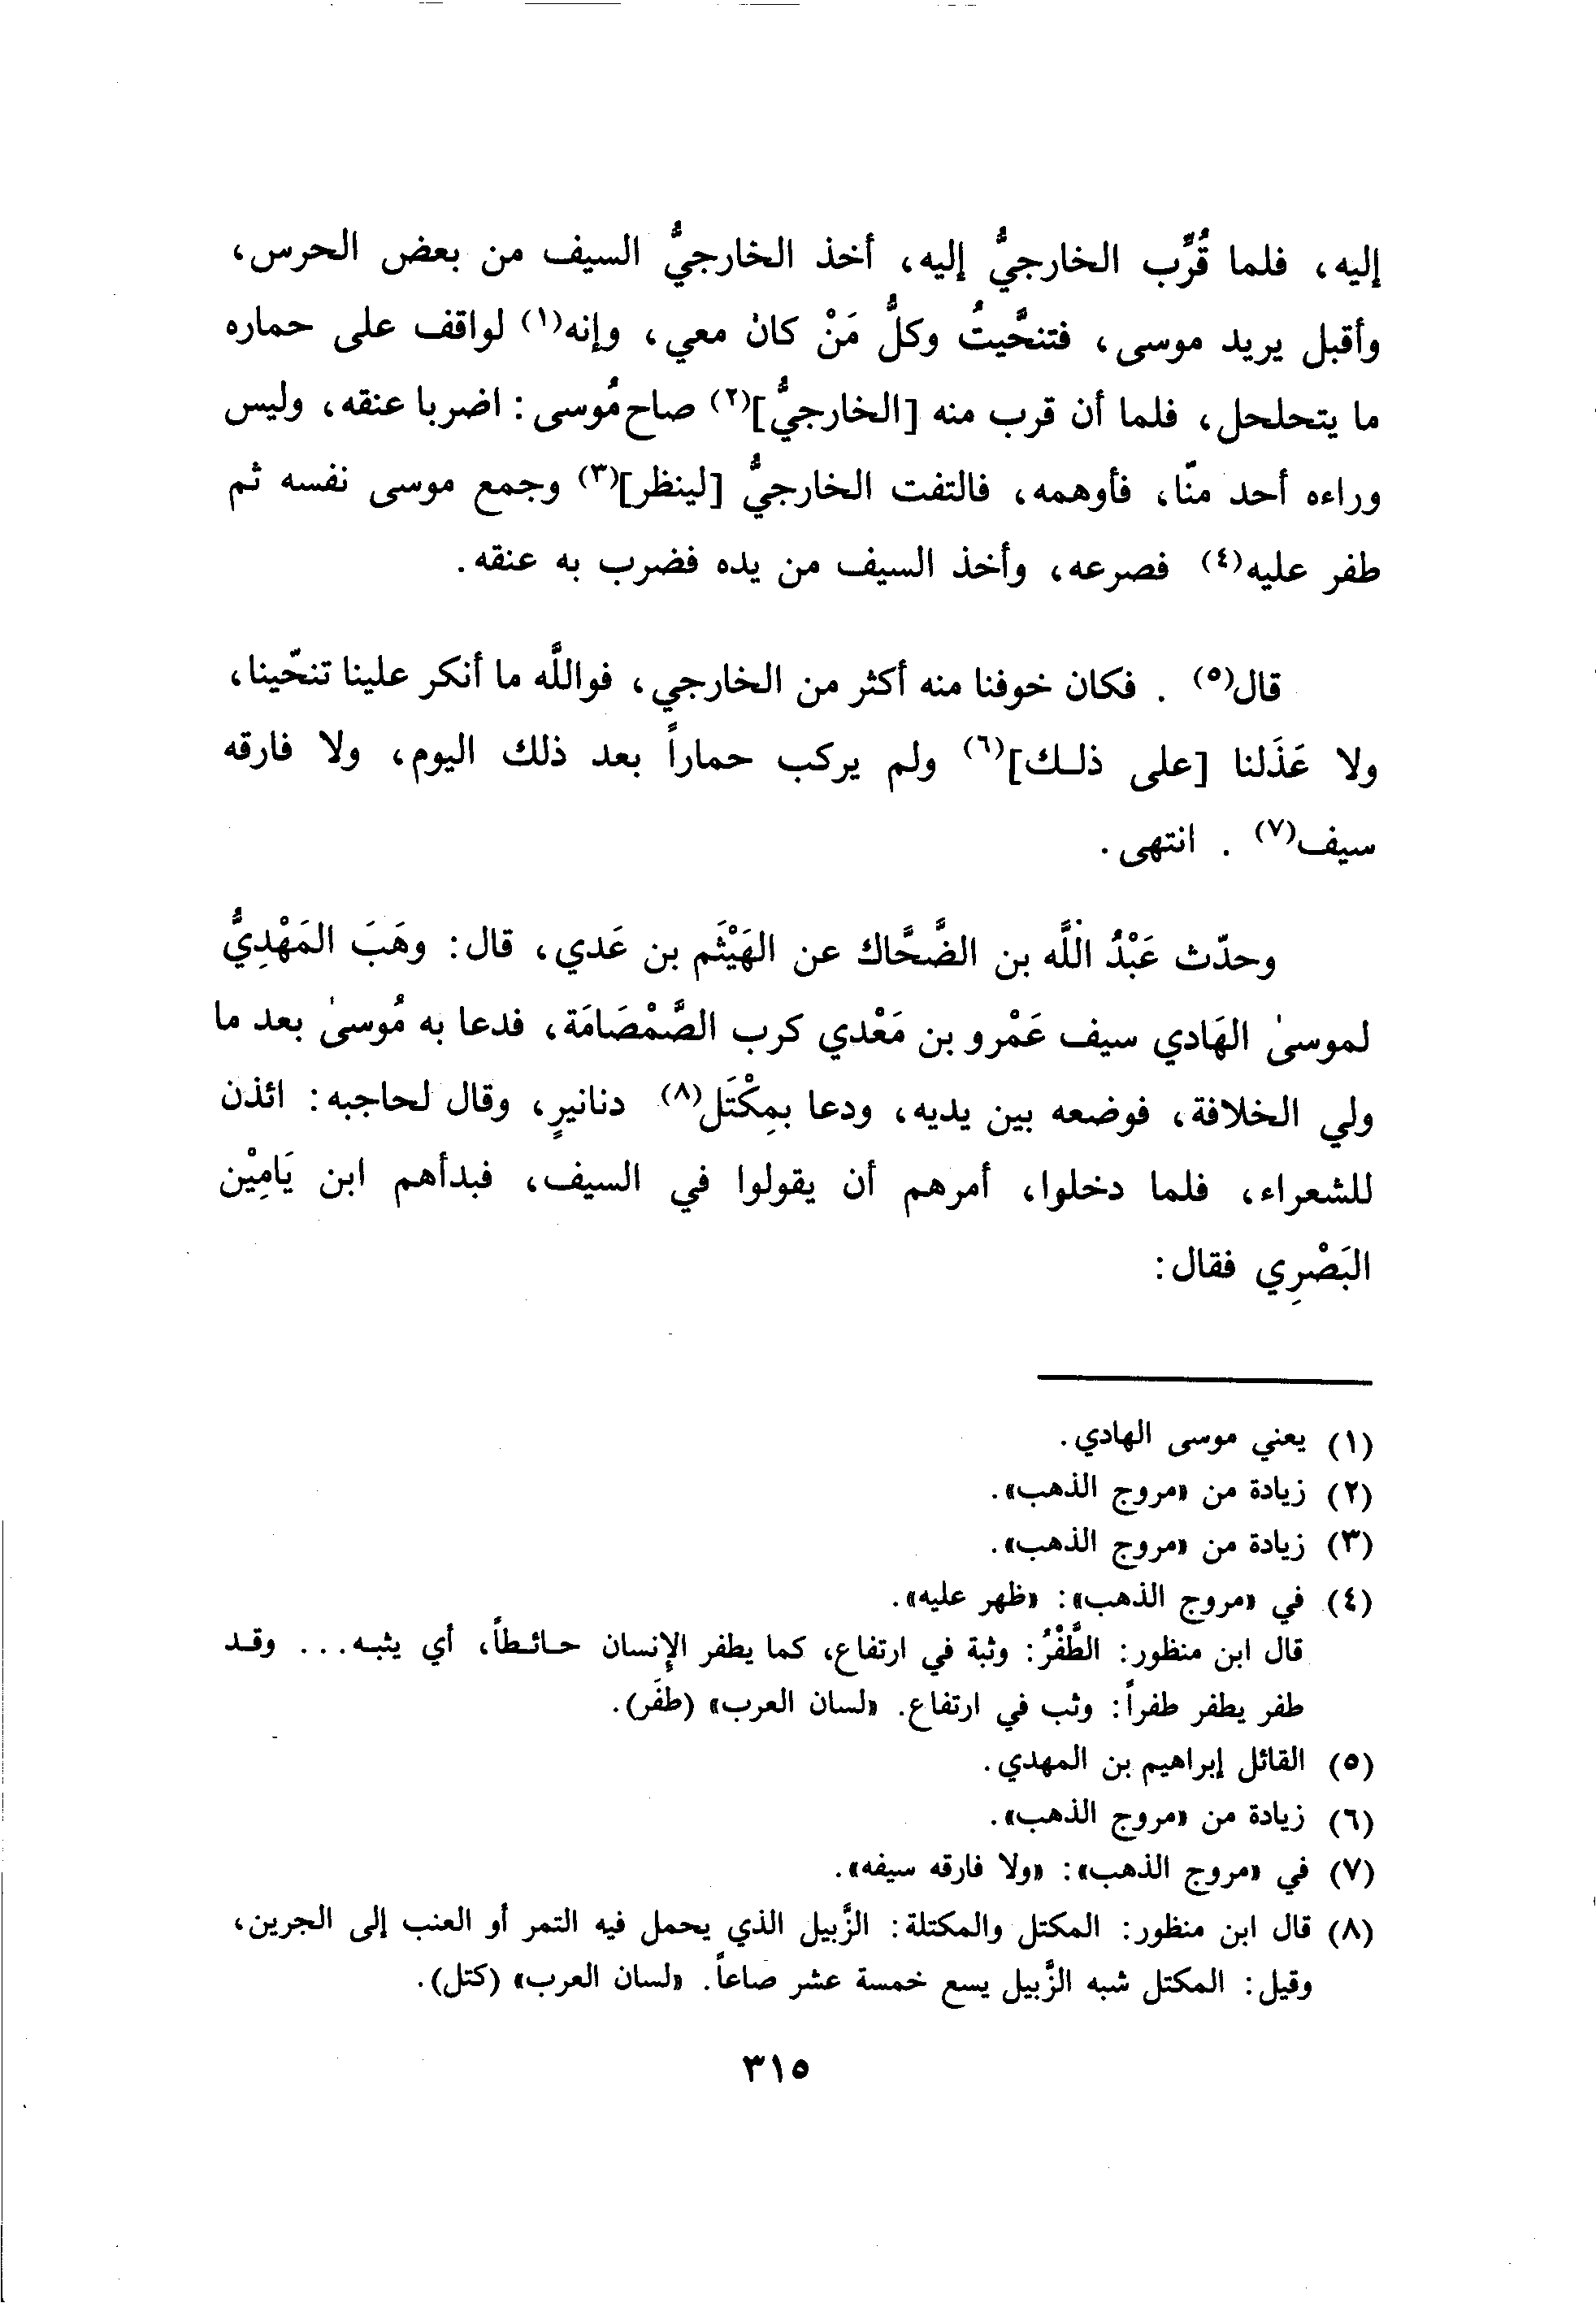 إليه، فلما قُرِّب الخارجيُّ إليه، أخذ الخارجيُّ السيف من بعض الحرس،
وأقبل يريد موسى، فتنحَّيتُ وكلُّ مَنْ كان معي، وإنه(١) لواقف على حماره
ما يتحلحل، فلما أن قرب منه [الخارجيُّ](٢) صاح مُوسى: اضربا عنقه، وليس
وراءه أحد منّا، فأوهمه، فالتفت الخارجيُّ [لينظر](٣) وجمع موسى نفسه ثم
طفر عليه(٤) فصرعه، وأخذ السيف من يده فضرب به عنقه.
قال(٥) . فكان خوفنا منه أكثر من الخارجي، فواللَّه ما أنكر علينا تنحّينا،
ولا عَذَلنا [على ذلك](٦) ولم يركب حماراً بعد ذلك اليوم، ولا فارقه
سيف(٧) . انتهى.
وحدّث عَبْدُ اللَّه بن الضَّحَّاك عن الهَيْثَم بن عَدي، قال: وهَبَ المَهْدِيُّ
لموسىٰ الهَادي سيف عَمْرو بن مَعْدي كرب الصَّمْصَامَة، فدعا به مُوسىٰ بعد ما
ولي الخلافة، فوضعه بين يديه، ودعا بمِكْتَل(٨) دنانيرٍ، وقال لحاجبه: ائذن
للشعراء، فلما دخلوا، أمرهم أن يقولوا في السيف، فبدأهم ابن يَامِيْن
البَصْرِي فقال:
(١) يعني موسى الهادي.
(٢) زيادة من «مروج الذهب».
(٣) زيادة من «مروج الذهب».
(٤) في «مروج الذهب»: «ظهر عليه».
قال ابن منظور: الطَّفْرُ: وثبة في ارتفاع، كما يطفر الإنسان حائطاً، أي يثبه... وقد
طفر يطفر طفراً: وثب في ارتفاع. «لسان العرب» (طفَر).
(٥) القائل إبراهيم بن المهدي.
(٦) زيادة من «مروج الذهب».
(٧) في «مروج الذهب»: «ولا فارقه سيفه».
(٨) قال ابن منظور: المكتل والمكتلة: الزَّبيل الذي يحمل فيه التمر أو العنب إلى الجرين،
وقيل: المكتل شبه الزَّبيل يسع خمسة عشر صاعاً. «لسان العرب» (كتل).
٣١٥